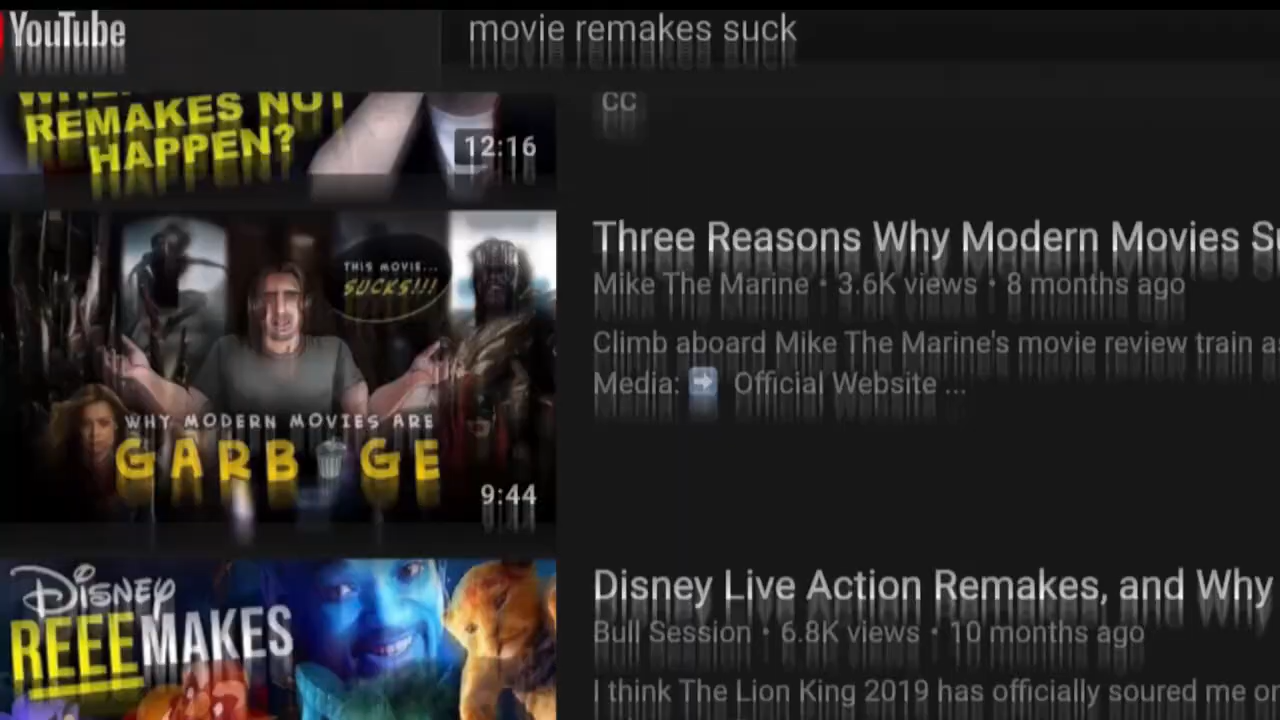 YouTube
movie remakes suck
REMAKES NOT
HAPPEN?
12:16
CC
THIS MOVIE...
SUCKS!!!
WHY MODERN MOVIES ARE
GARB GE
9:44
Three Reasons Why Modern Movies
Mike The Marine • 3.6K views • 8 months ago
Climb aboard Mike The Marine's movie review train
Media: ➡ Official Website ...
DISNEY
REEEMAKES
Disney Live Action Remakes, and Why
Bull Session • 6.8K views • 10 months ago
I think The Lion King 2019 has officially soured me